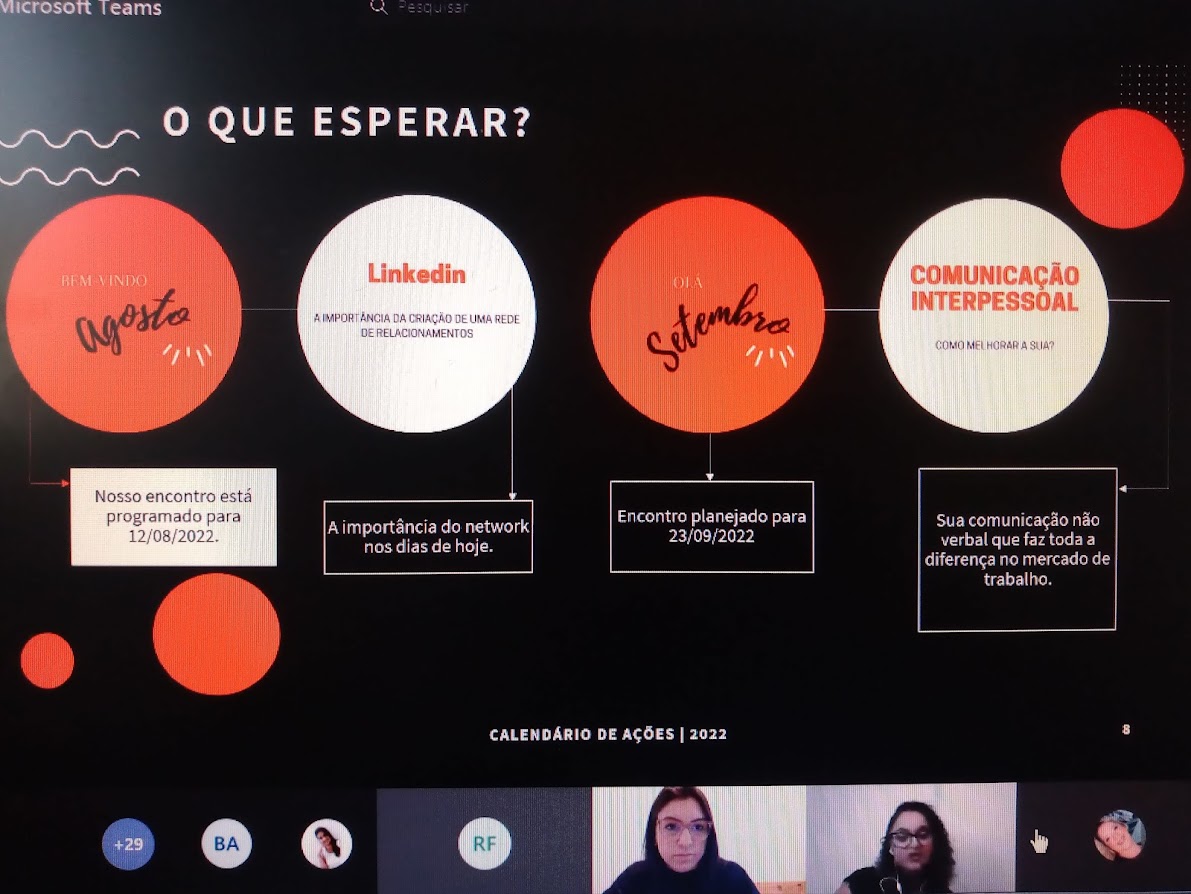 Microsoft Teams
Pesquisar
O QUE ESPERAR?
BEM-VINDO
Agosto
Linkedin
A IMPORTÂNCIA DA CRIAÇÃO DE UMA REDE
DE RELACIONAMENTOS
OLÁ
Setembro
COMUNICAÇÃO
INTERPESSOAL
COMO MELHORAR A SUA?
Nosso encontro está
programado para
12/08/2022.
A importância do network
nos dias de hoje.
Encontro planejado para
23/09/2022
Sua comunicação não
verbal que faz toda a
diferença no mercado de
trabalho.
CALENDÁRIO DE AÇÕES | 2022
8
+29
BA
RF